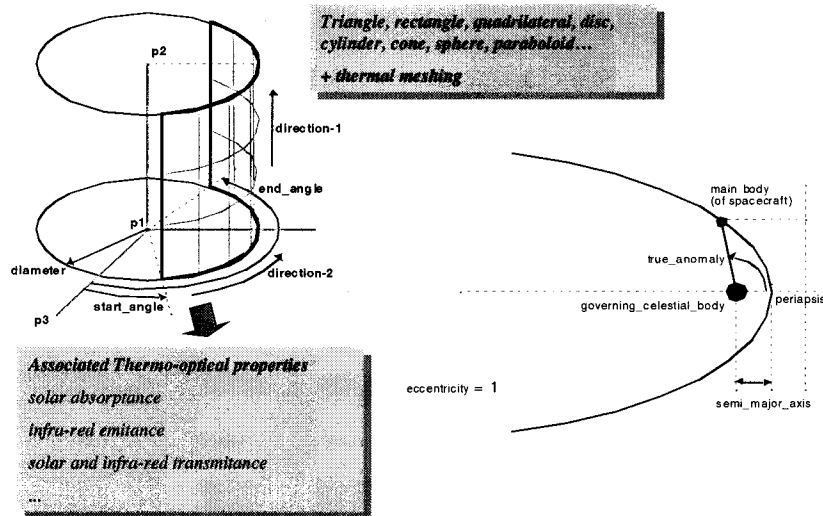 Triangle, rectangle, quadrilateral, disc,
cylinder, cone, sphere, paraboloid...
+ thermal meshing
p2
direction-1
end_angle
p1
diameter
direction-2
start_angle
p3
main body
(of spacecraft)
true_anomaly
governing_celestial_body
periapsis
eccentricity = 1
semi_major_axis
Associated Thermo-optical properties
solar absorptance
infra-red emitance
solar and infra-red transmitance
...